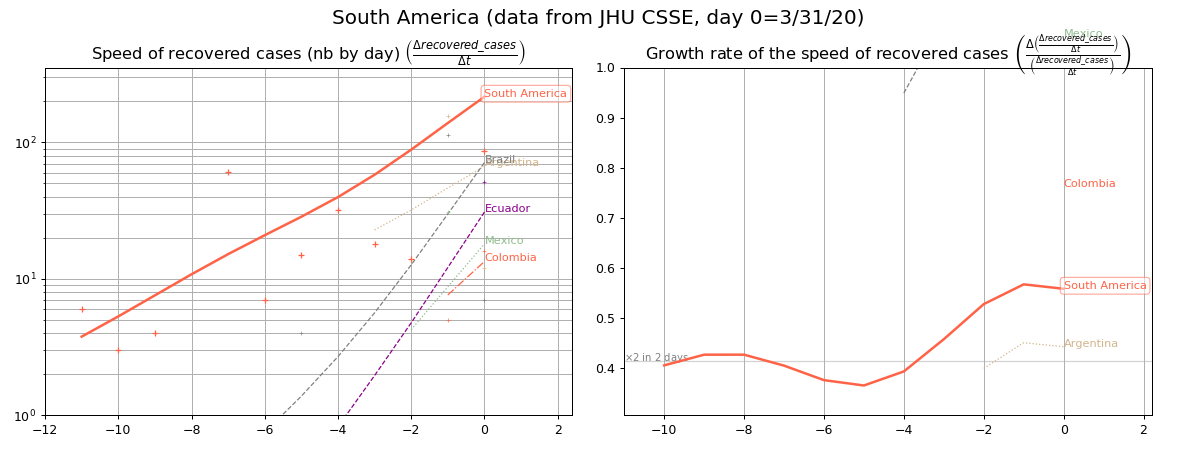 South America (data from JHU CSSE, day 0=3/31/20)
Speed of recovered cases (nb by day) (Δrecovered_cases/Δt)
10²
10¹
10⁰
−12 −10 −8 −6 −4 −2 0 2
South America
Brazil
Argentina
Ecuador
Mexico
Colombia
Mexico
Growth rate of the speed of recovered cases (Δ(Δrecovered_cases/Δt)/(Δrecovered_cases/Δt))
1.0
0.9
0.8
0.7
0.6
0.5
0.4
Colombia
South America
Argentina
×2 in 2 days
−10 −8 −6 −4 −2 0 2